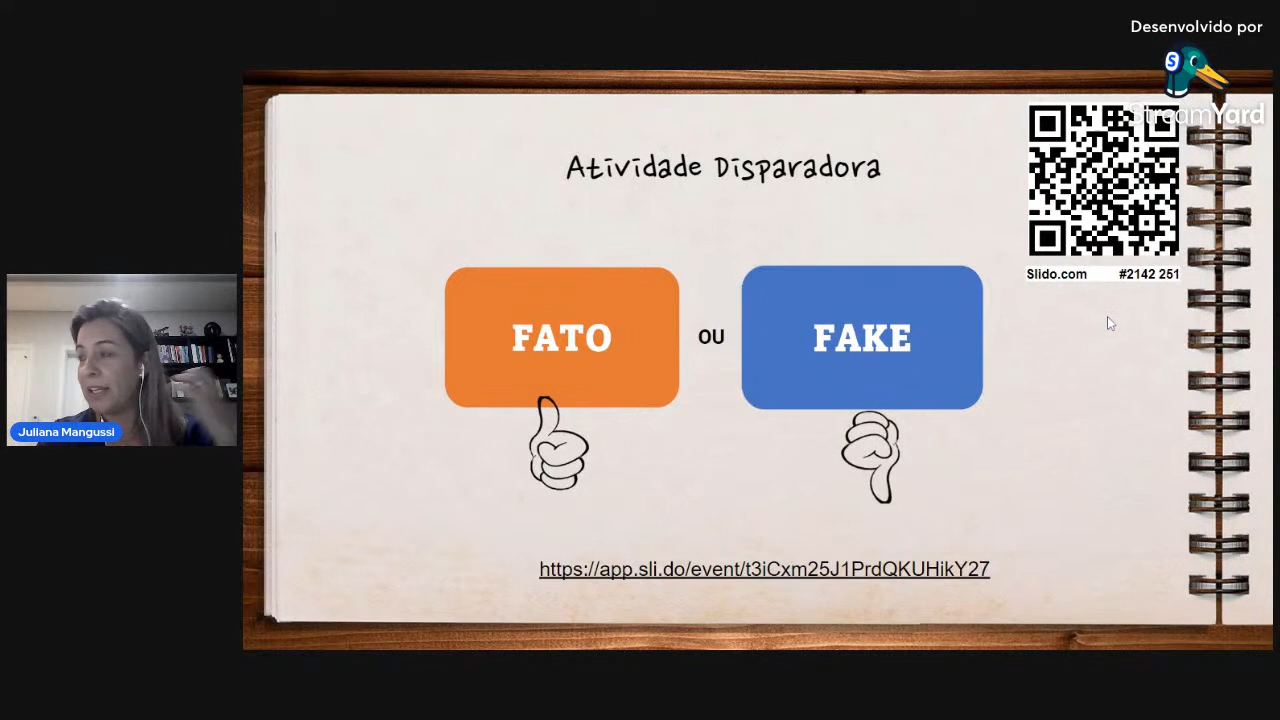 Desenvolvido por
S
StreamYard
Atividade Disparadora
FATO
OU
FAKE
Slido.com #2142 251
Juliana Mangussi
https://app.sli.do/event/t3iCxm25J1PrdQKUHikY27